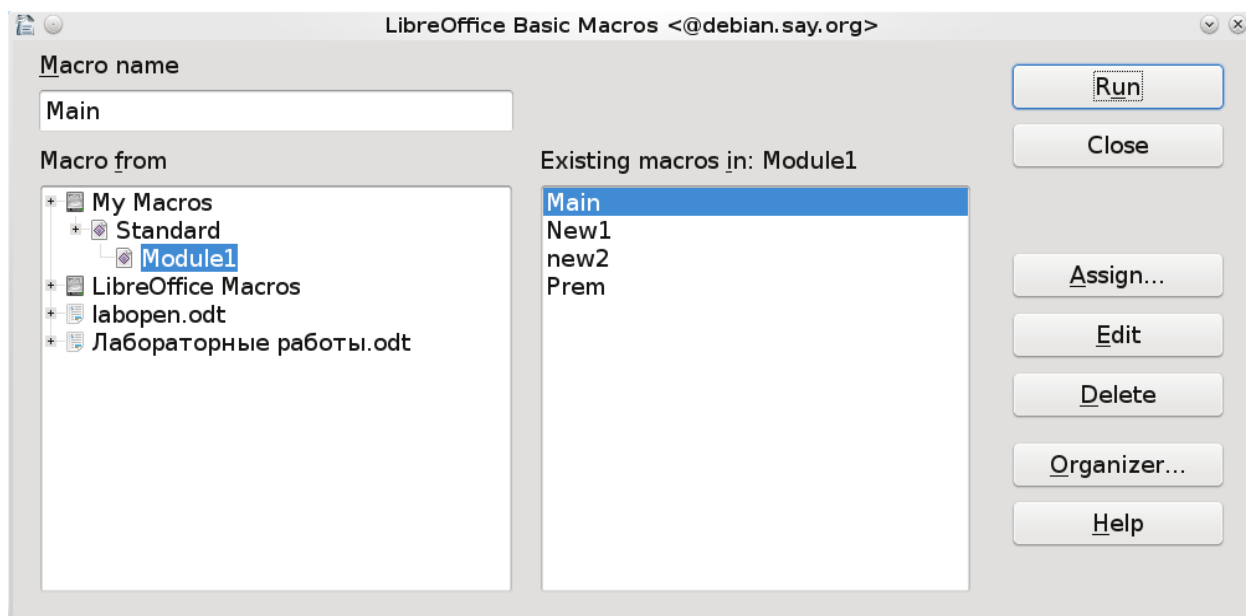 LibreOffice Basic Macros <@debian.say.org>
Macro name
Main
Macro from
My Macros
Standard
Module1
LibreOffice Macros
labopen.odt
Лабораторные работы.odt
Existing macros in: Module1
Main
New1
new2
Prem
Run
Close
Assign...
Edit
Delete
Organizer...
Help